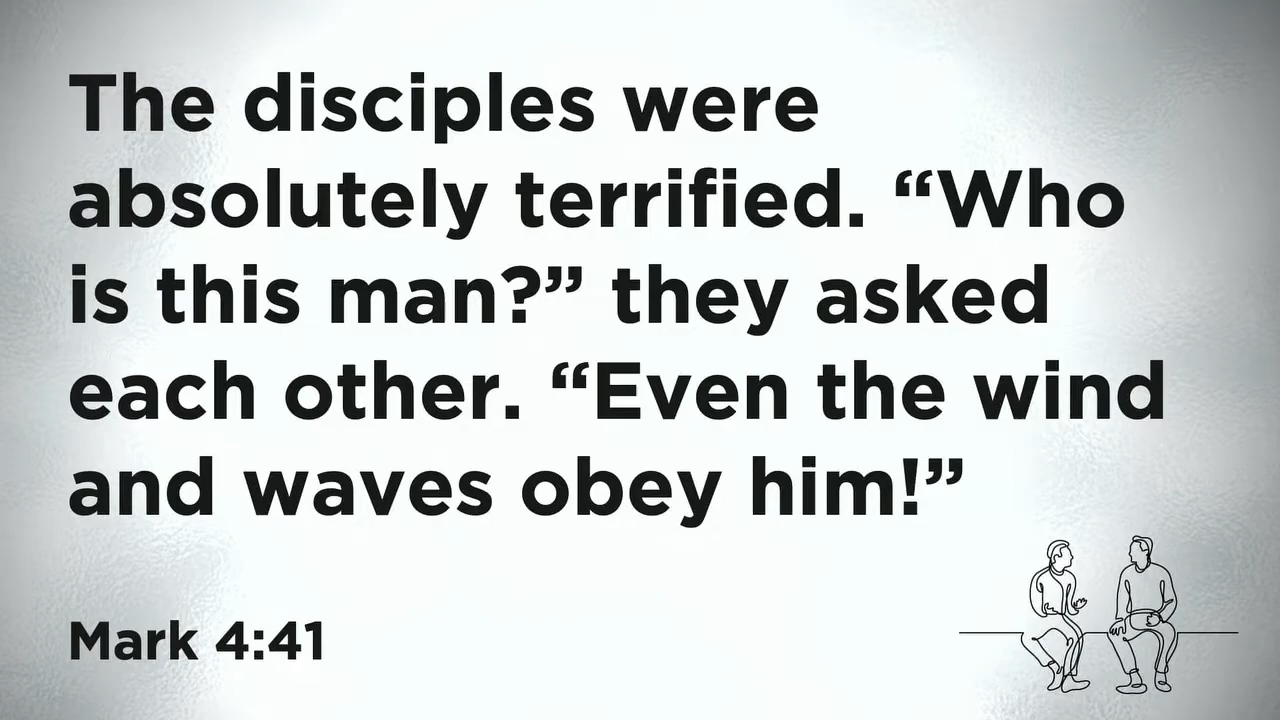 The disciples were
absolutely terrified. “Who
is this man?” they asked
each other. “Even the wind
and waves obey him!”
Mark 4:41